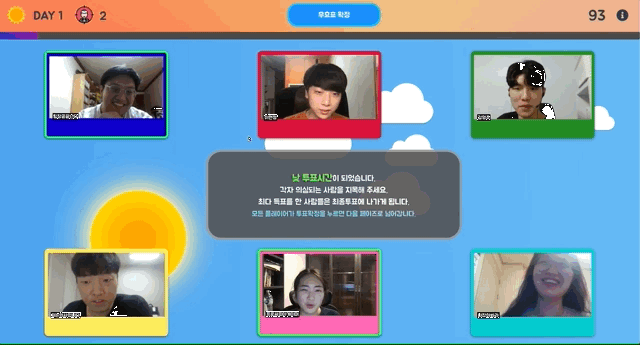 DAY 1
2
무효표 확정
93
낮 투표시간이 되었습니다.
각자 의심되는 사람을 지목해 주세요.
최다 득표를 한 사람들은 최종투표에 나가게 됩니다.
모든 플레이어가 투표확정을 누르면 다음 페이즈로 넘어갑니다.